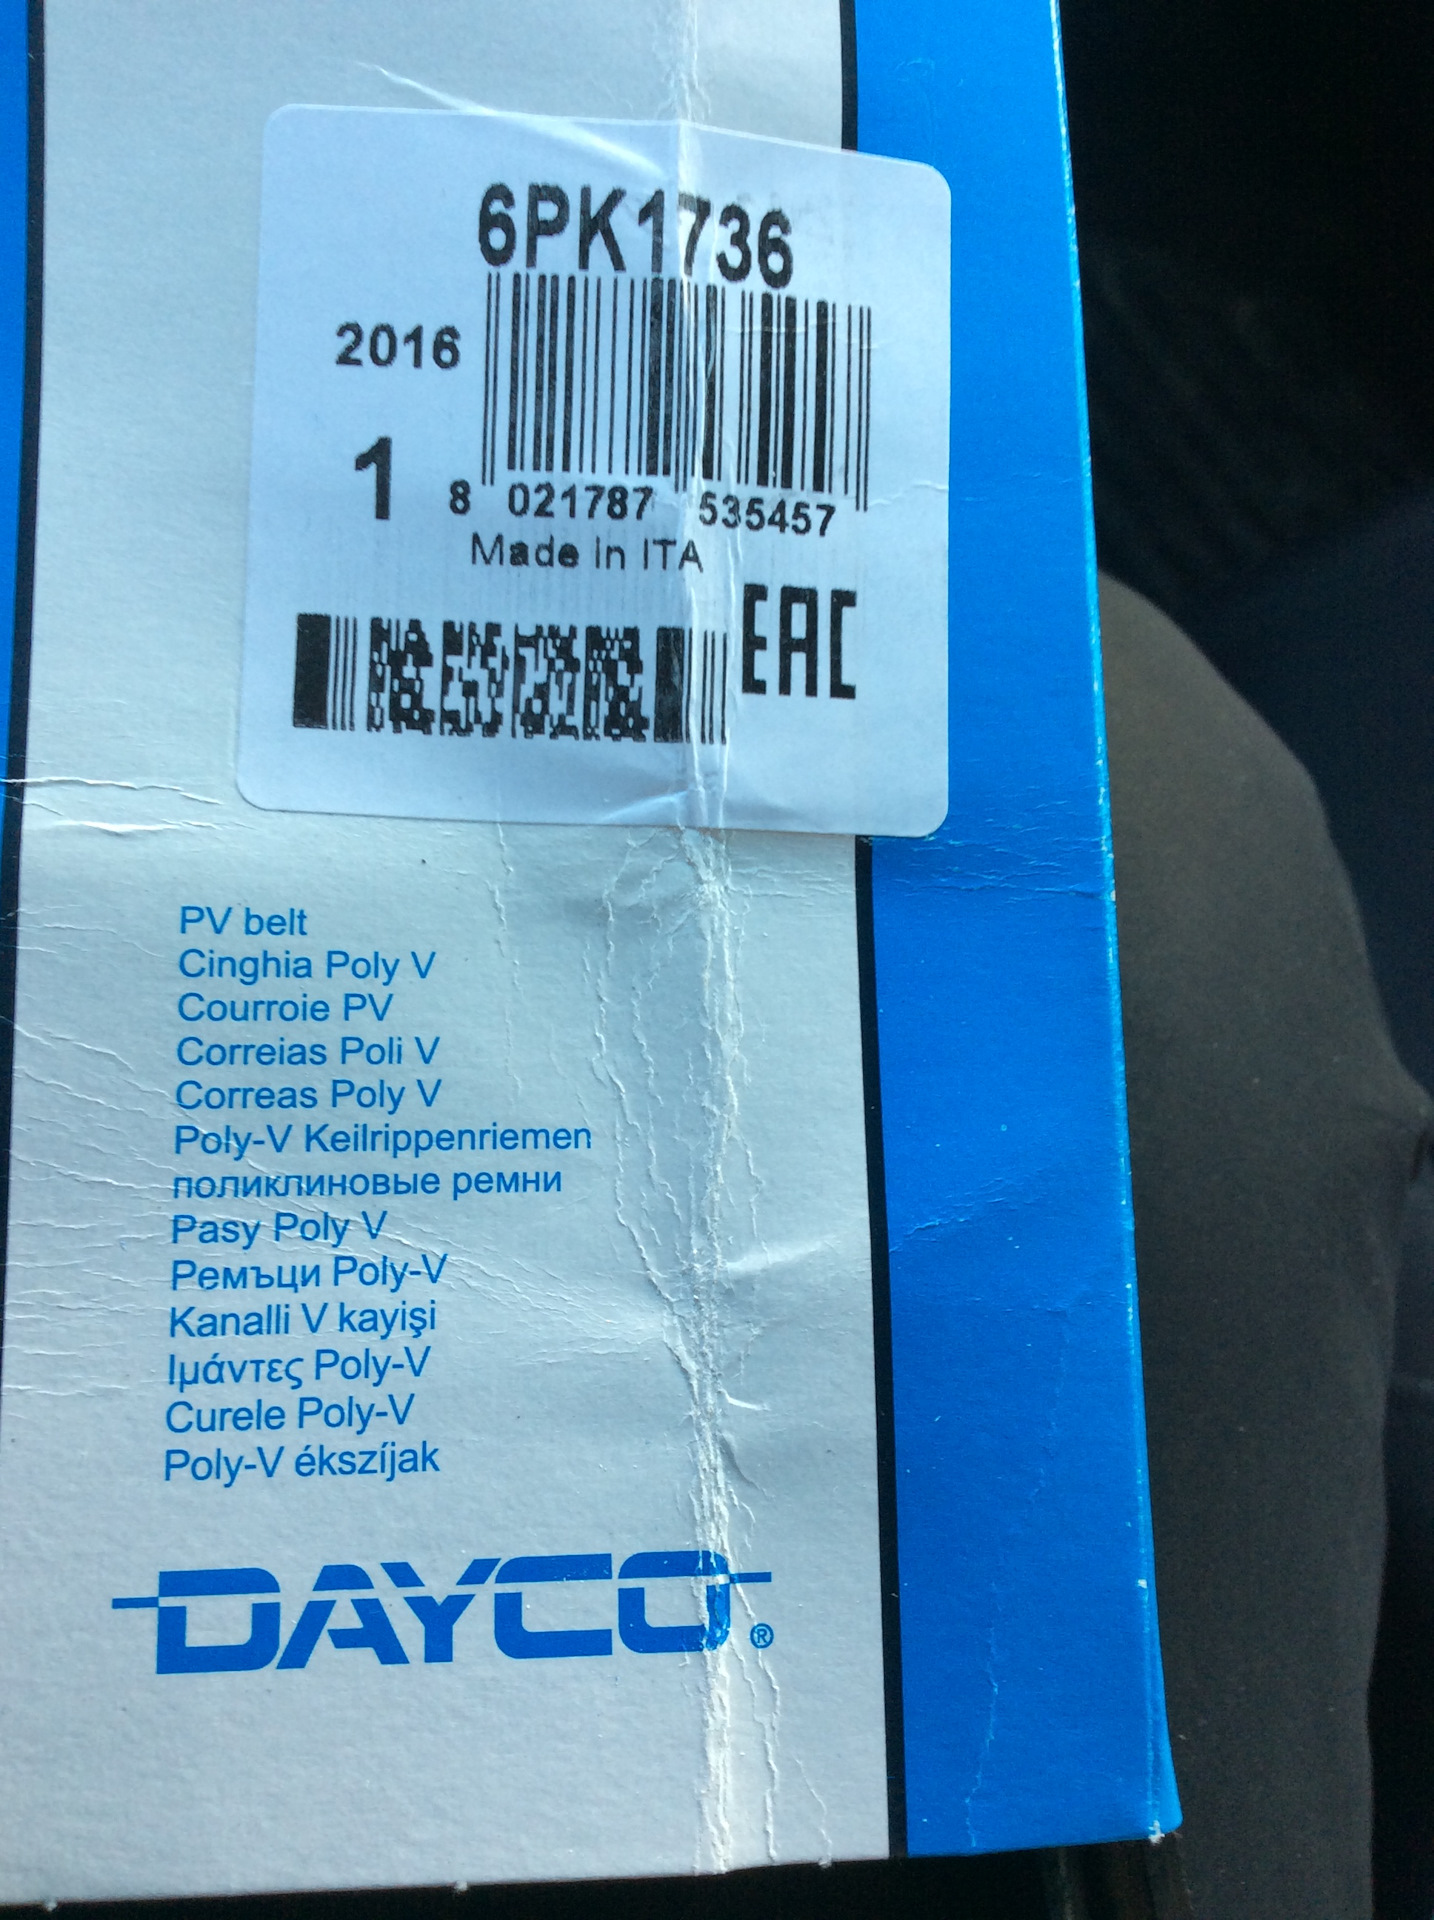 6PK1736
2016
1
8 021787 535457
Made in ITA
EAC
PV belt
Cinghia Poly V
Courroie PV
Correias Poli V
Correas Poly V
Poly-V Keilrippenriemen
поликлиновые ремни
Pasy Poly V
Ремъци Poly-V
Kanalli V kayişi
Ιμάντες Poly-V
Curele Poly-V
Poly-V ékszíjak
DAYCO®